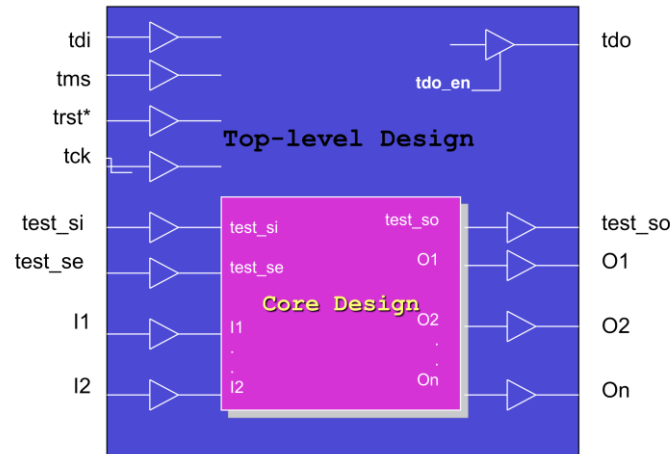 tdi
tms
trst*
tck
test_si
test_se
I1
I2
tdo_en
Top-level Design
test_si
test_se
I1
.
.
I2
Core Design
test_so
O1
O2
.
.
On
tdo
test_so
O1
O2
On